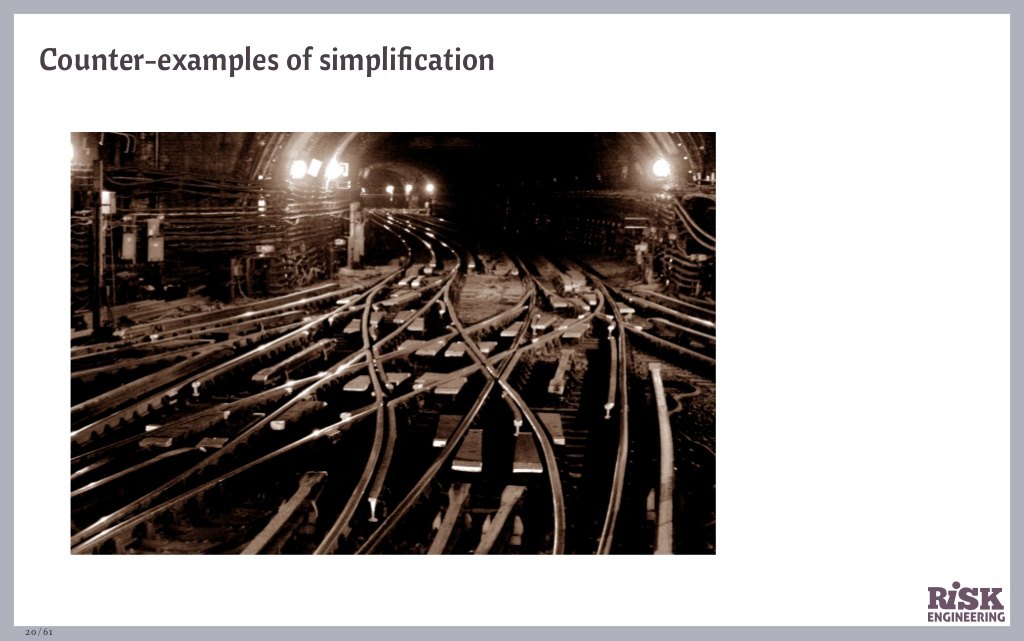 Counter-examples of simplification
RiSK
ENGINEERING
20/61